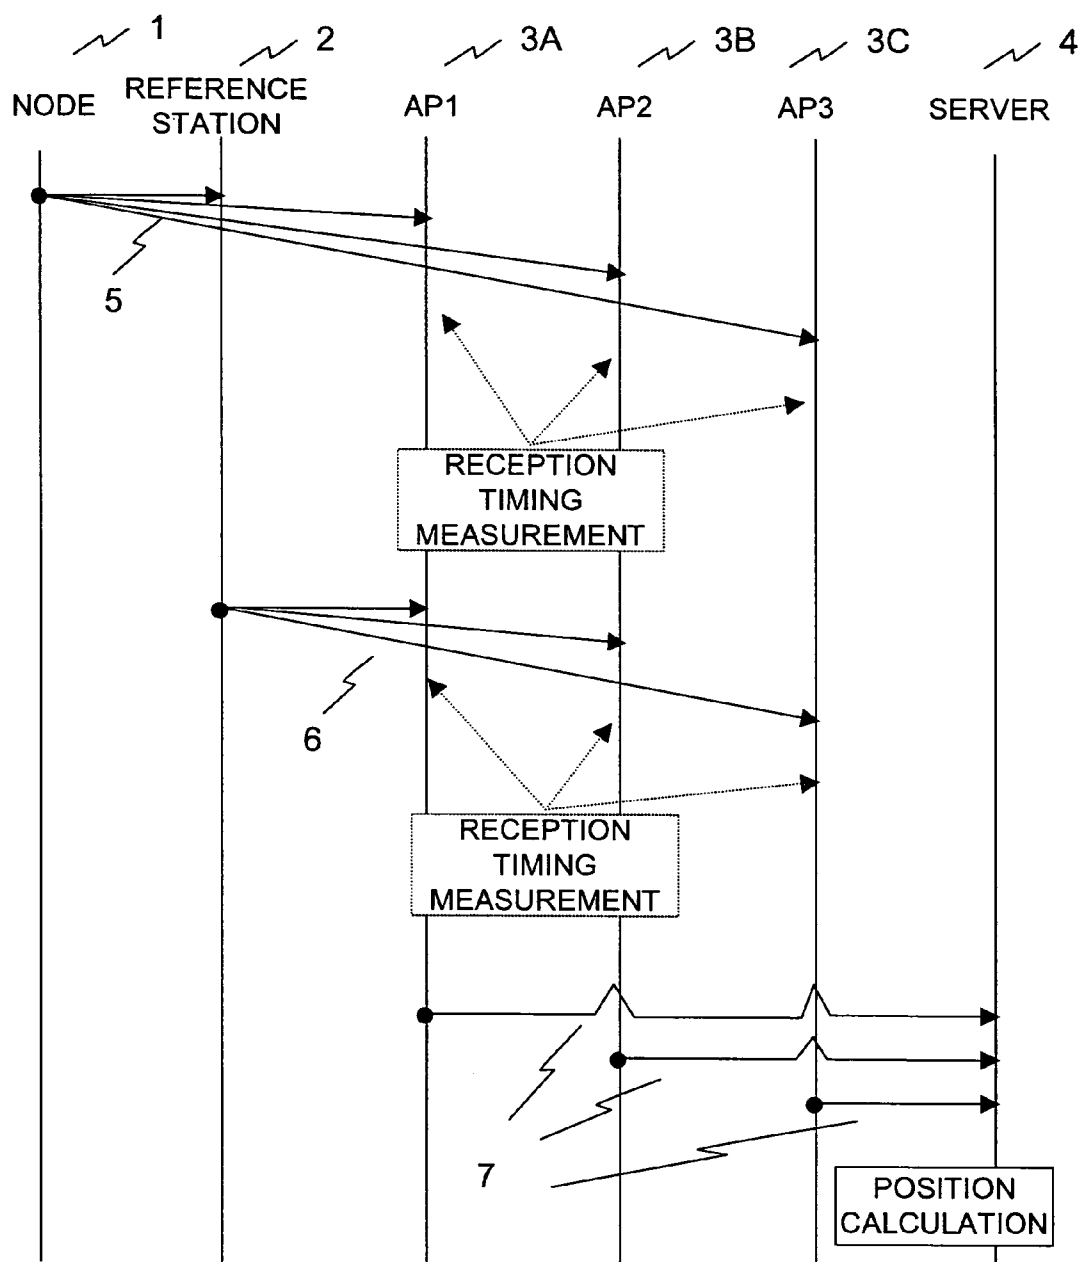 1
2
3A
3B
3C
4
NODE
REFERENCE
STATION
AP1
AP2
AP3
SERVER
5
RECEPTION
TIMING
MEASUREMENT
6
RECEPTION
TIMING
MEASUREMENT
7
POSITION
CALCULATION